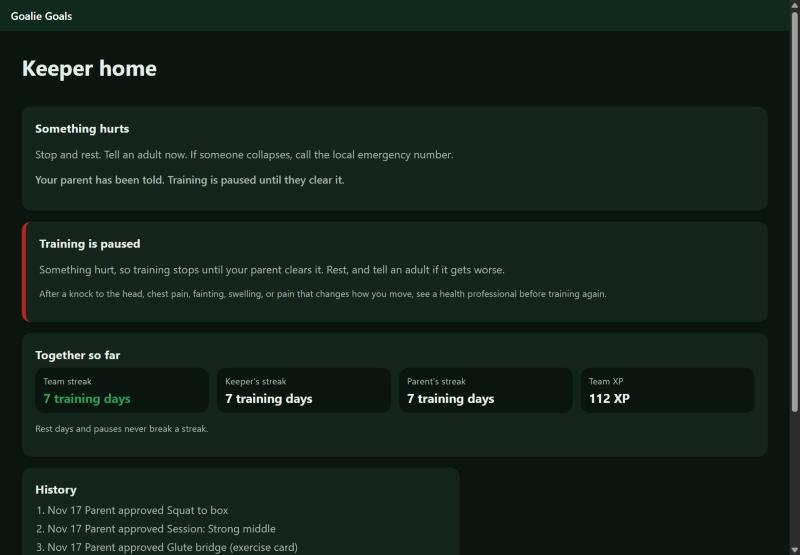 Goalie Goals
Keeper home
Something hurts
Stop and rest. Tell an adult now. If someone collapses, call the local emergency number.
Your parent has been told. Training is paused until they clear it.
Training is paused
Something hurt, so training stops until your parent clears it. Rest, and tell an adult if it gets worse.
After a knock to the head, chest pain, fainting, swelling, or pain that changes how you move, see a health professional before training again.
Together so far
Team streak
7 training days
Keeper's streak
7 training days
Parent's streak
7 training days
Team XP
112 XP
Rest days and pauses never break a streak.
History
1. Nov 17 Parent approved Squat to box
2. Nov 17 Parent approved Session: Strong middle
3. Nov 17 Parent approved Glute bridge (exercise card)